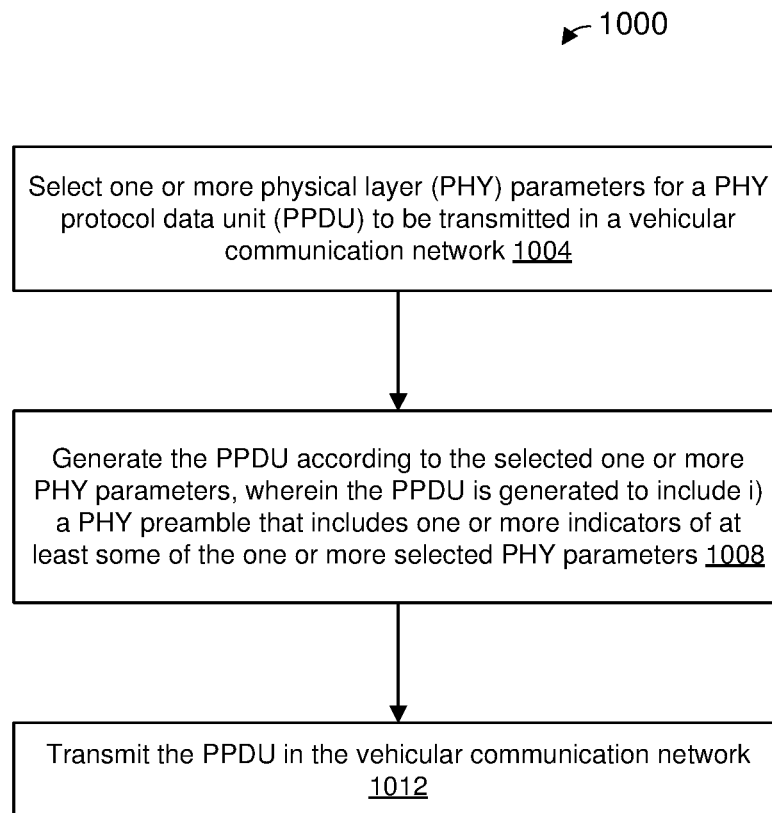 1000
Select one or more physical layer (PHY) parameters for a PHY
protocol data unit (PPDU) to be transmitted in a vehicular
communication network 1004
Generate the PPDU according to the selected one or more
PHY parameters, wherein the PPDU is generated to include i)
a PHY preamble that includes one or more indicators of at
least some of the one or more selected PHY parameters 1008
Transmit the PPDU in the vehicular communication network
1012